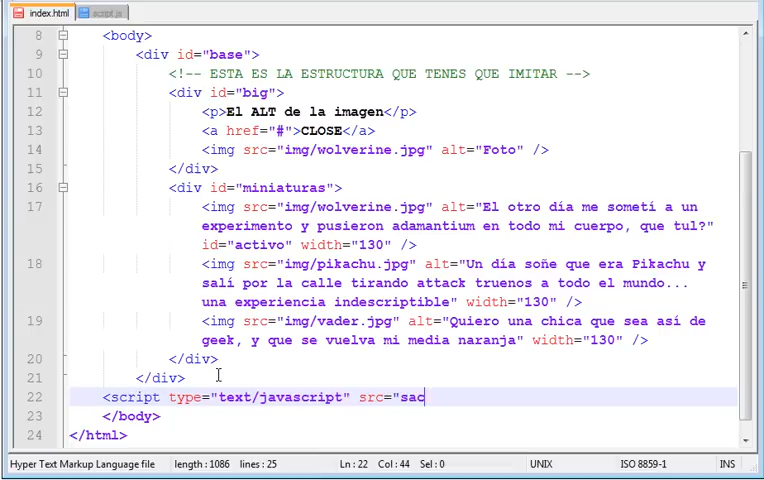 index.html script.js
8 <body>
9 <div id="base">
10 <!-- ESTA ES LA ESTRUCTURA QUE TENES QUE IMITAR -->
11 <div id="big">
12 <p>El ALT de la imagen</p>
13 <a href="#">CLOSE</a>
14 <img src="img/wolverine.jpg" alt="Foto" />
15 </div>
16 <div id="miniaturas">
17 <img src="img/wolverine.jpg" alt="El otro día me sometí a un
experimento y pusieron adamantium en todo mi cuerpo, que tul?"
id="activo" width="130" />
18 <img src="img/pikachu.jpg" alt="Un día soñe que era Pikachu y
salí por la calle tirando attack truenos a todo el mundo...
una experiencia indescriptible" width="130" />
19 <img src="img/vader.jpg" alt="Quiero una chica que sea así de
geek, y que se vuelva mi media naranja" width="130" />
20 </div>
21 </div>
22 <script type="text/javascript" src="sac
23 </body>
24 </html>
Hyper Text Markup Language file length : 1086 lines : 25 Ln : 22 Col : 44 Sel : 0 UNIX ISO 8859-1 INS